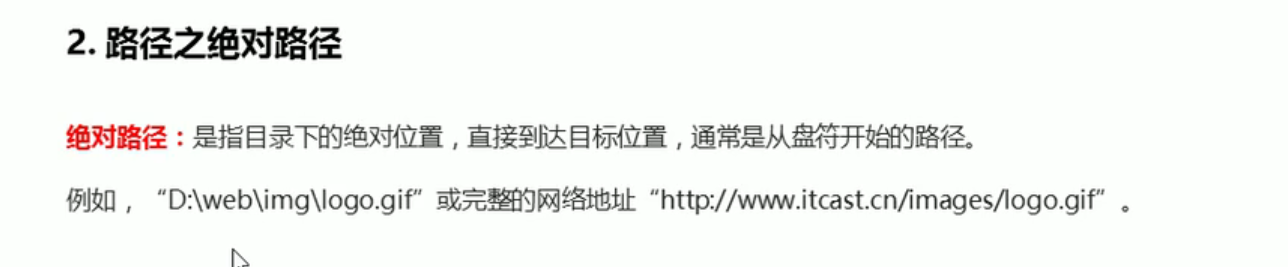 2. 路径之绝对路径
绝对路径：是指目录下的绝对位置，直接到达目标位置，通常是从盘符开始的路径。
例如，“D:\web\img\logo.gif”或完整的网络地址“http://www.itcast.cn/images/logo.gif”。